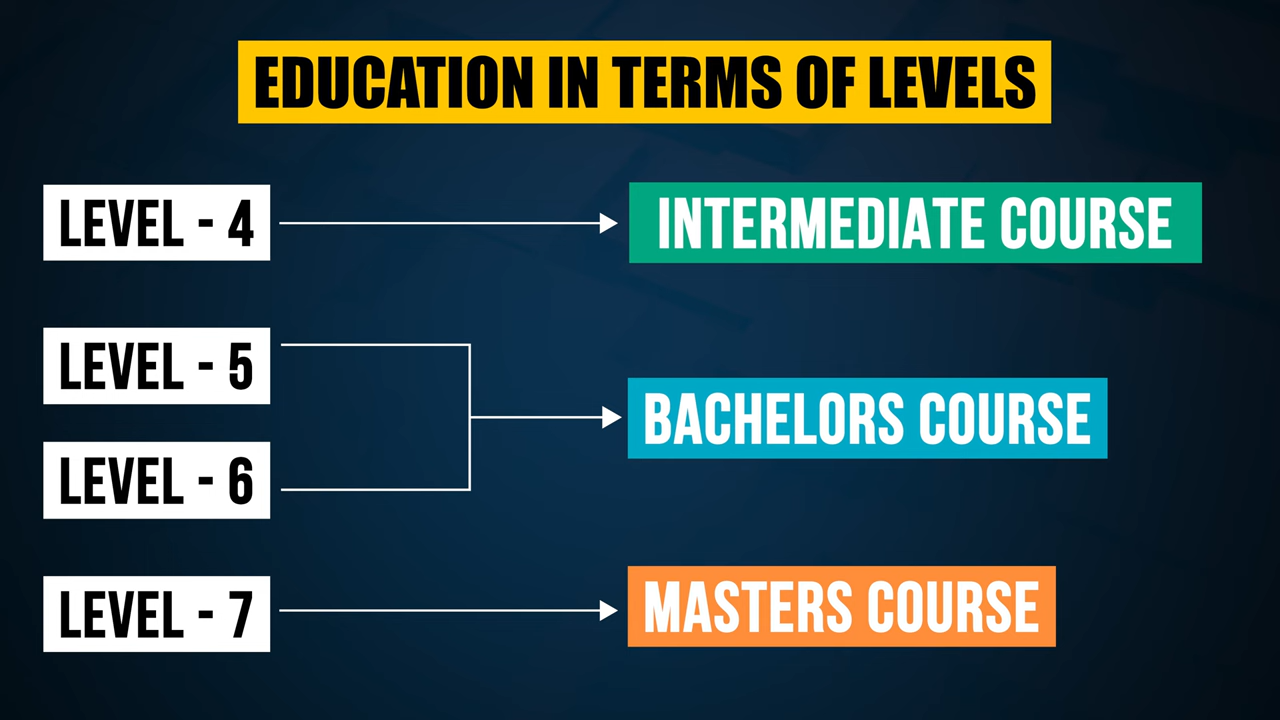 EDUCATION IN TERMS OF LEVELS
LEVEL - 4
INTERMEDIATE COURSE
LEVEL - 5
LEVEL - 6
BACHELORS COURSE
LEVEL - 7
MASTERS COURSE